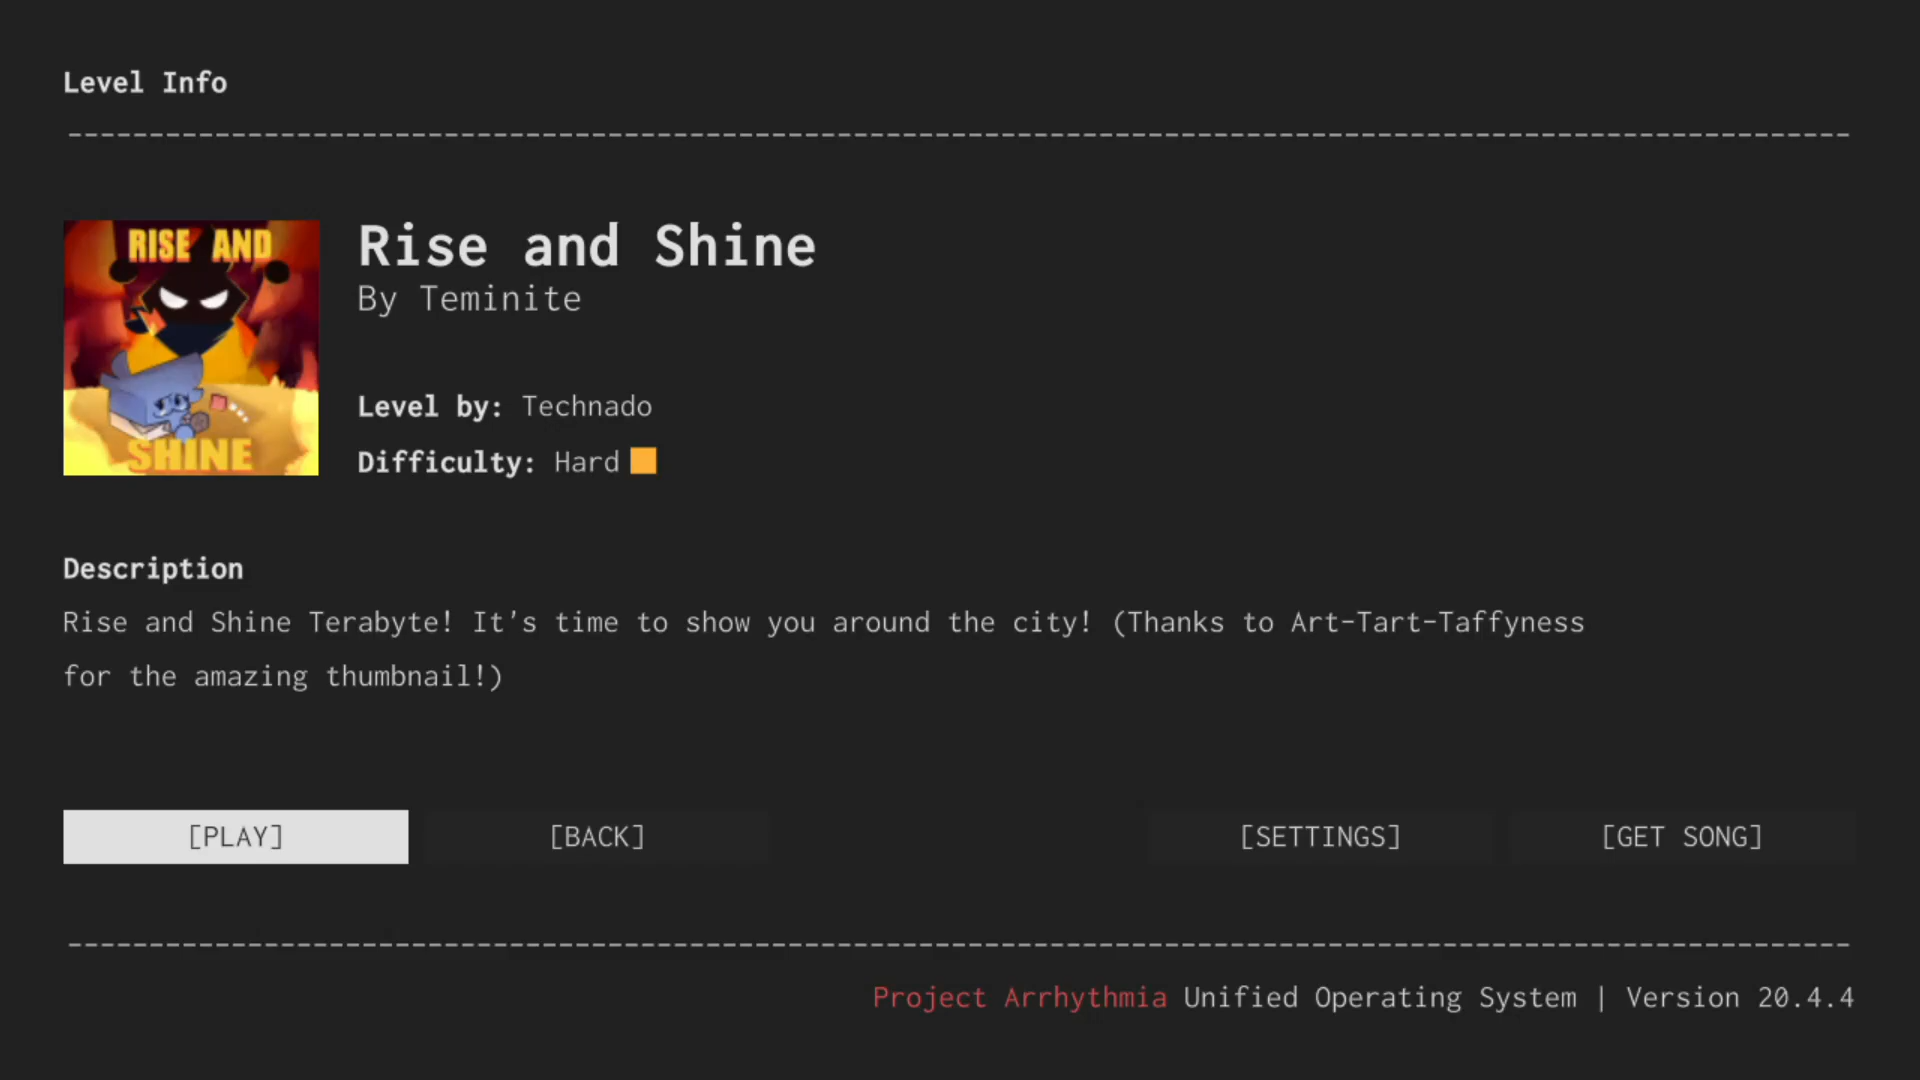 Level Info
RISE AND
SHINE
Rise and Shine
By Teminite
Level by: Technado
Difficulty: Hard
Description
Rise and Shine Terabyte! It's time to show you around the city! (Thanks to Art-Tart-Taffyness
for the amazing thumbnail!)
[PLAY] [BACK] [SETTINGS] [GET SONG]
Project Arrhythmia Unified Operating System | Version 20.4.4